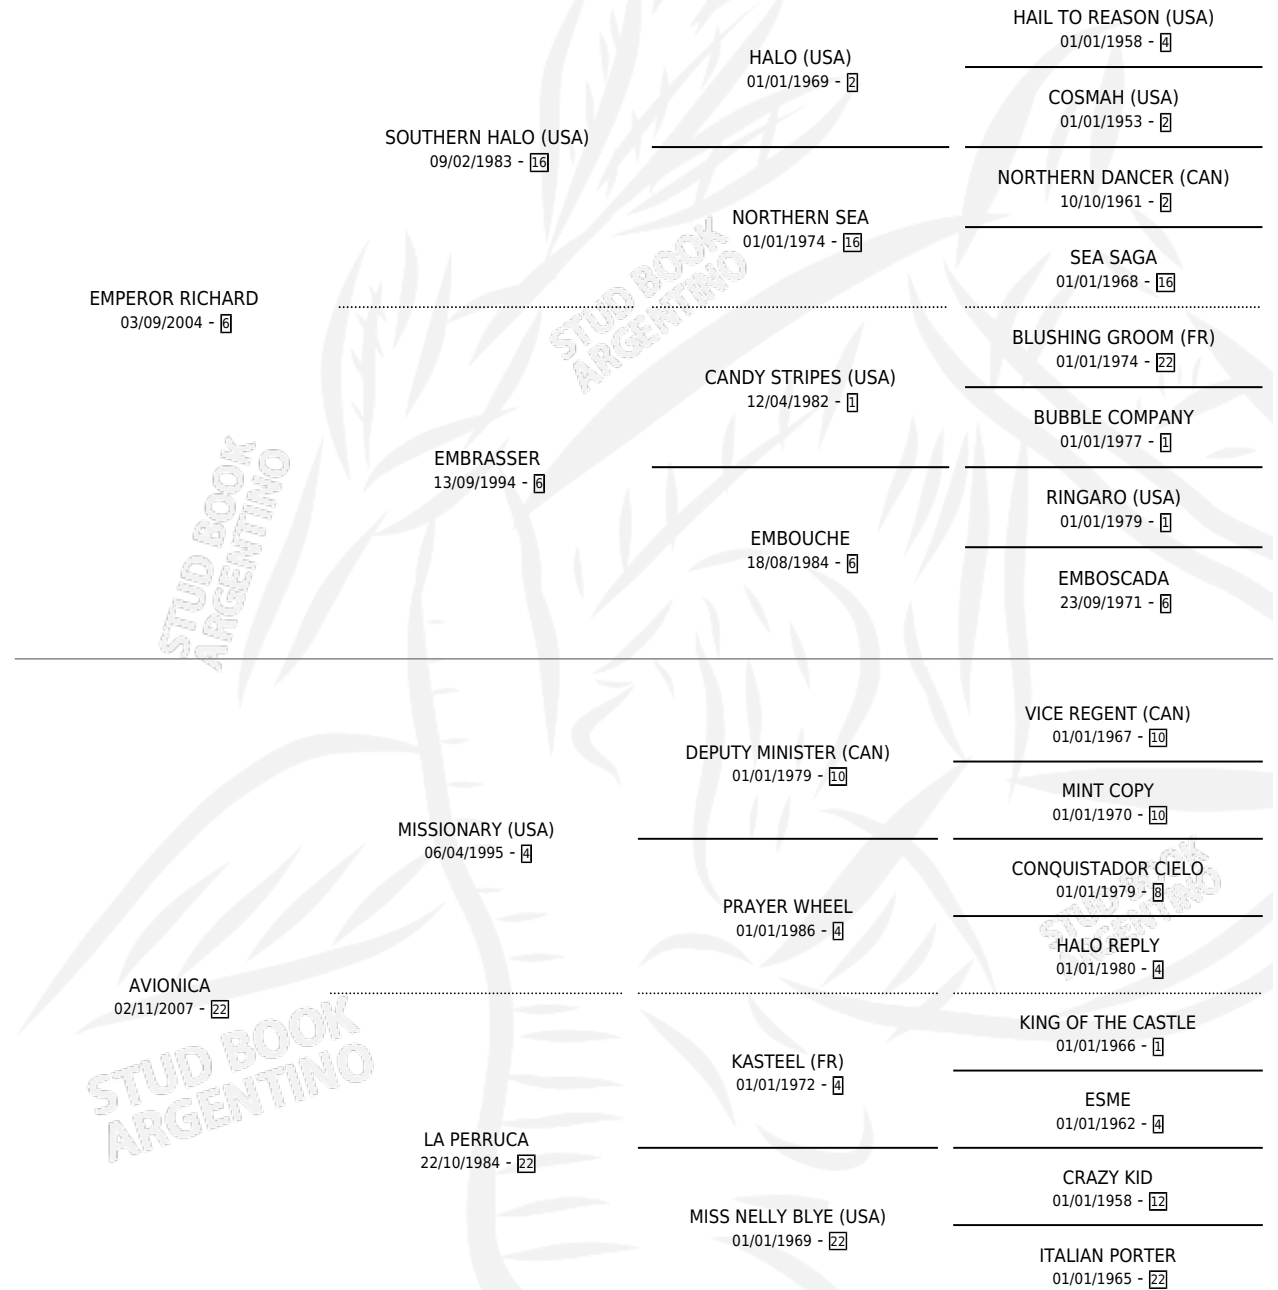 HAIL TO REASON (USA)
01/01/1958 - 4
HALO (USA)
01/01/1969 - 2
COSMAH (USA)
01/01/1953 - 2
SOUTHERN HALO (USA)
09/02/1983 - 16
NORTHERN DANCER (CAN)
10/10/1961 - 2
NORTHERN SEA
01/01/1974 - 16
SEA SAGA
01/01/1968 - 16
EMPEROR RICHARD
03/09/2004 - 6
STUD BOOK
ARGENTINO
BLUSHING GROOM (FR)
01/01/1974 - 22
CANDY STRIPES (USA)
12/04/1982 - 1
BUBBLE COMPANY
01/01/1977 - 1
EMBRASSER
13/09/1994 - 6
RINGARO (USA)
01/01/1979 - 1
EMBOUCHE
18/08/1984 - 6
EMBOSCADA
23/09/1971 - 6
STUD BOOK
ARGENTINO
VICE REGENT (CAN)
01/01/1967 - 10
DEPUTY MINISTER (CAN)
01/01/1979 - 10
MINT COPY
01/01/1970 - 10
MISSIONARY (USA)
06/04/1995 - 4
CONQUISTADOR CIELO
01/01/1979 - 8
PRAYER WHEEL
01/01/1986 - 4
HALO REPLY
01/01/1980 - 4
STUD BOOK
ARGENTINO
AVIONICA
02/11/2007 - 22
KING OF THE CASTLE
01/01/1966 - 1
KASTEEL (FR)
01/01/1972 - 4
ESME
01/01/1962 - 4
STUD BOOK
ARGENTINO
LA PERRUCA
22/10/1984 - 22
CRAZY KID
01/01/1958 - 12
MISS NELLY BLYE (USA)
01/01/1969 - 22
ITALIAN PORTER
01/01/1965 - 22